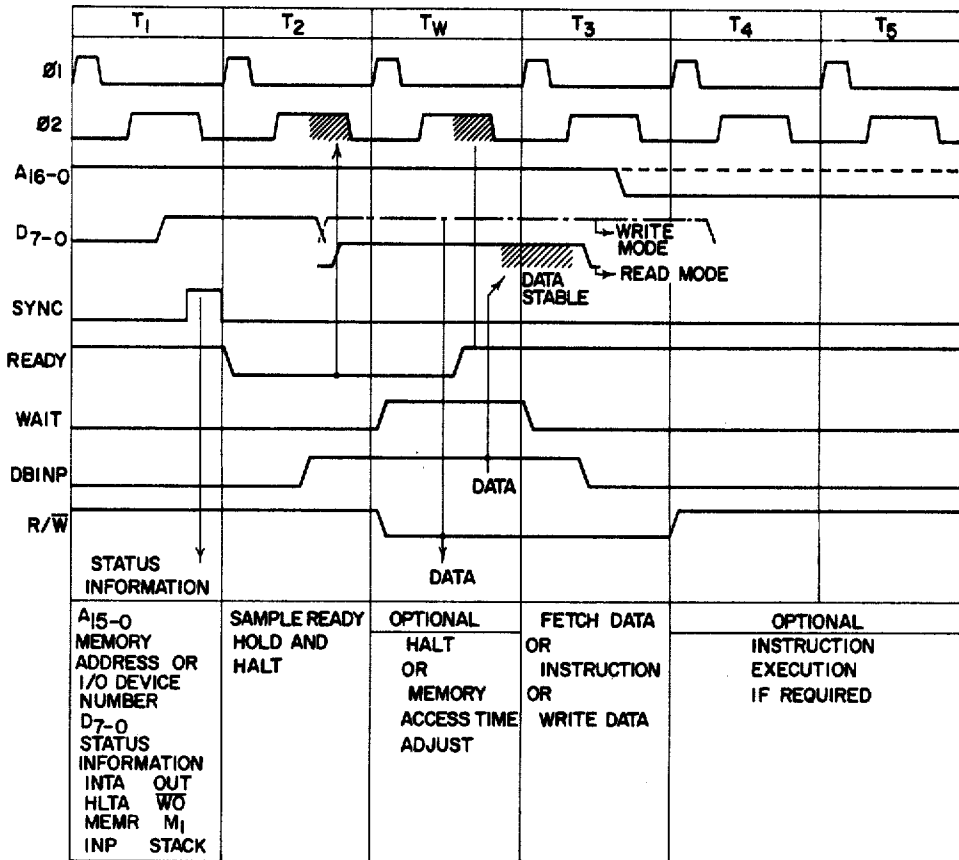 T1 T2 TW T3 T4 T5
Ø1
Ø2
A16-0
D7-0
WRITE
MODE
READ MODE
DATA
STABLE
SYNC
READY
WAIT
DBINP
DATA
R/W̅
STATUS
INFORMATION
DATA
A15-0
MEMORY
ADDRESS OR
I/O DEVICE
NUMBER
D7-0
STATUS
INFORMATION
INTA OUT
HLTA W̅O̅
MEMR M1
INP STACK
SAMPLE READY
HOLD AND
HALT
OPTIONAL
HALT
OR
MEMORY
ACCESS TIME
ADJUST
FETCH DATA
OR
INSTRUCTION
OR
WRITE DATA
OPTIONAL
INSTRUCTION
EXECUTION
IF REQUIRED